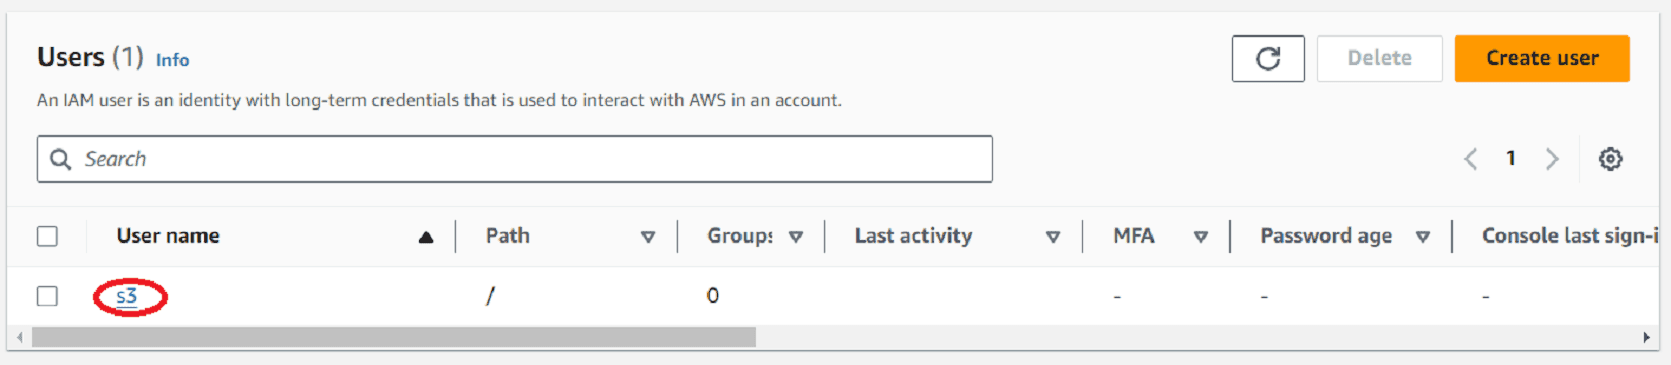 Users (1) Info
Delete
Create user
An IAM user is an identity with long-term credentials that is used to interact with AWS in an account.
Search
1
User name Path Groups Last activity MFA Password age Console last sign-i
s3 / 0 - - -